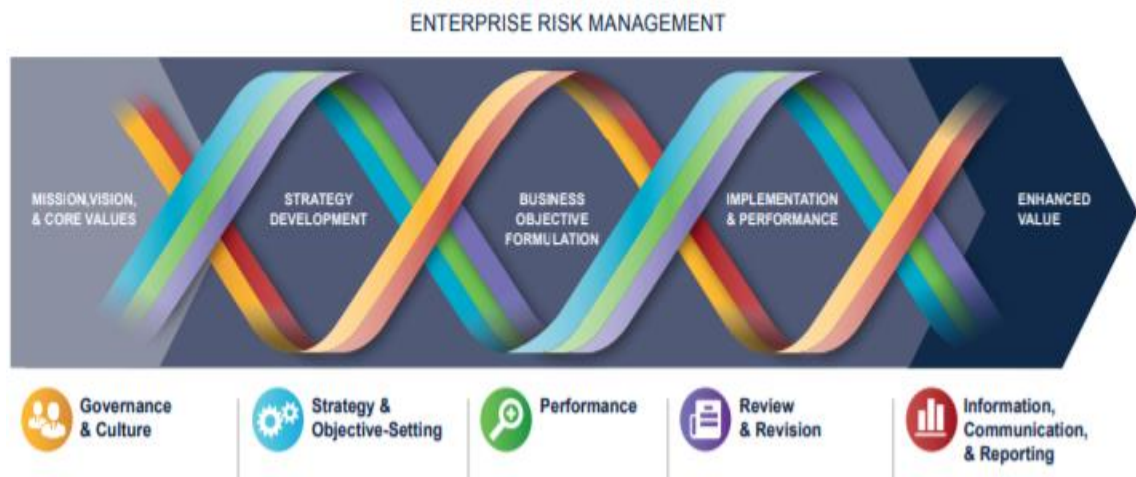 ENTERPRISE RISK MANAGEMENT
MISSION,VISION,
& CORE VALUES
STRATEGY
DEVELOPMENT
BUSINESS
OBJECTIVE
FORMULATION
IMPLEMENTATION
& PERFORMANCE
ENHANCED
VALUE
Governance
& Culture
Strategy &
Objective-Setting
Performance
Review
& Revision
Information,
Communication,
& Reporting